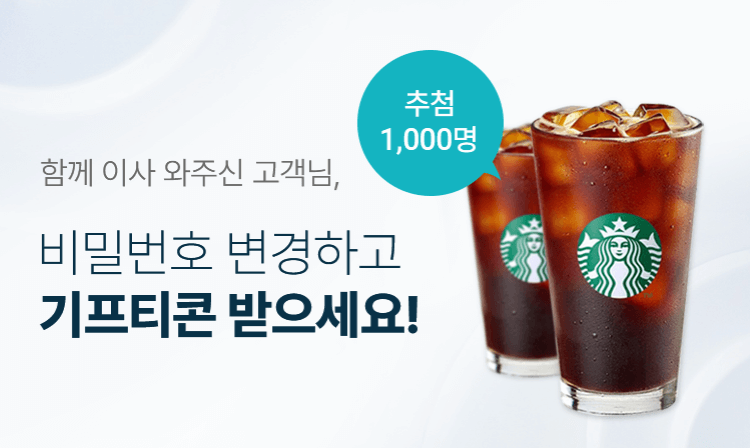 추첨
1,000명
함께 이사 와주신 고객님,
비밀번호 변경하고
기프티콘 받으세요!